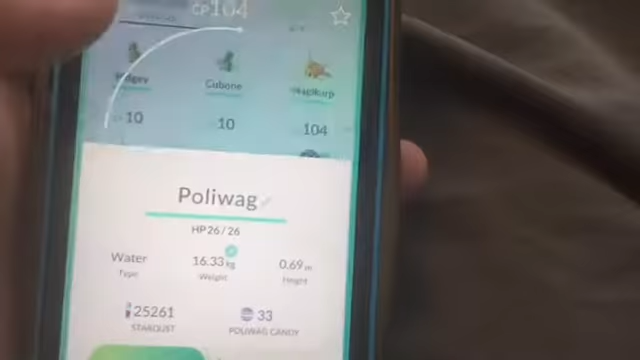 CP104
Cubone
10
10
104
Poliwag
HP 26 / 26
Water
16.33 kg
0.69 m
Type
Weight
Height
25261
33
STARDUST
POLIWAG CANDY